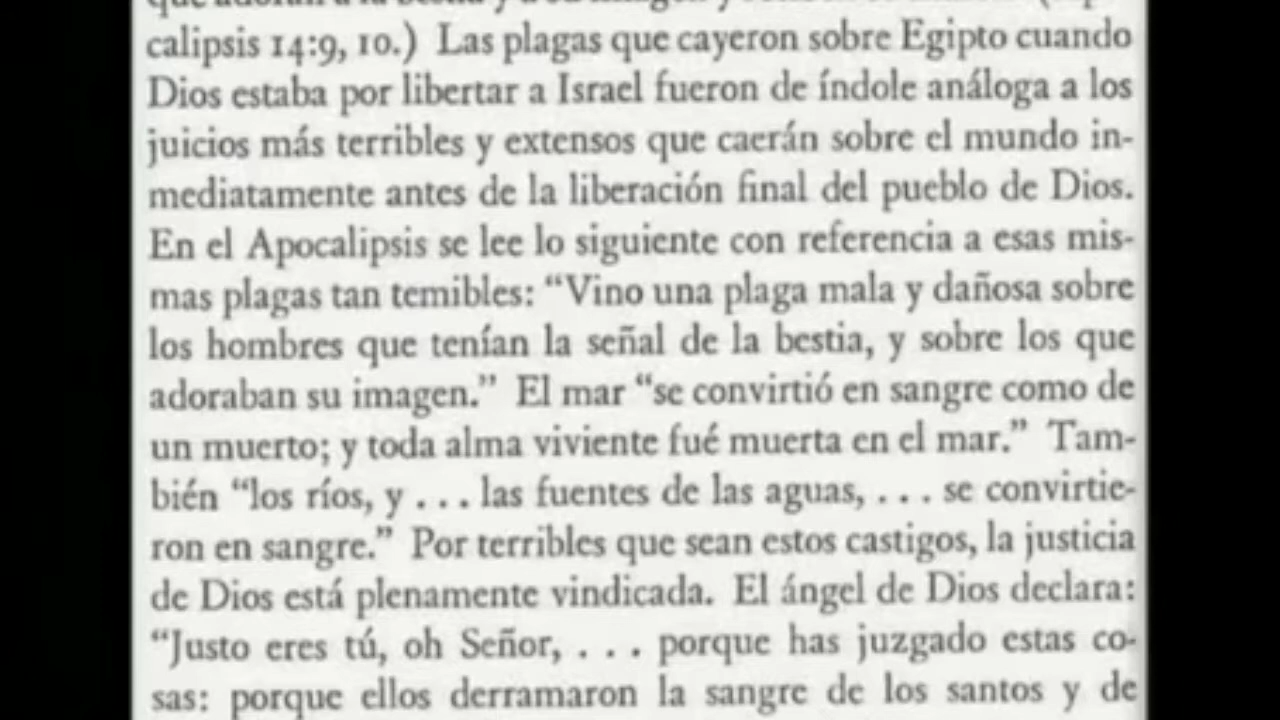 calipsis 14:9, 10.) Las plagas que cayeron sobre Egipto cuando
Dios estaba por libertar a Israel fueron de índole análoga a los
juicios más terribles y extensos que caerán sobre el mundo in-
mediatamente antes de la liberación final del pueblo de Dios.
En el Apocalipsis se lee lo siguiente con referencia a esas mis-
mas plagas tan temibles: “Vino una plaga mala y dañosa sobre
los hombres que tenían la señal de la bestia, y sobre los que
adoraban su imagen.” El mar “se convirtió en sangre como de
un muerto; y toda alma viviente fué muerta en el mar.” Tam-
bién “los ríos, y . . . las fuentes de las aguas, . . . se convirtie-
ron en sangre.” Por terribles que sean estos castigos, la justicia
de Dios está plenamente vindicada. El ángel de Dios declara:
“Justo eres tú, oh Señor, . . . porque has juzgado estas co-
sas: porque ellos derramaron la sangre de los santos y de